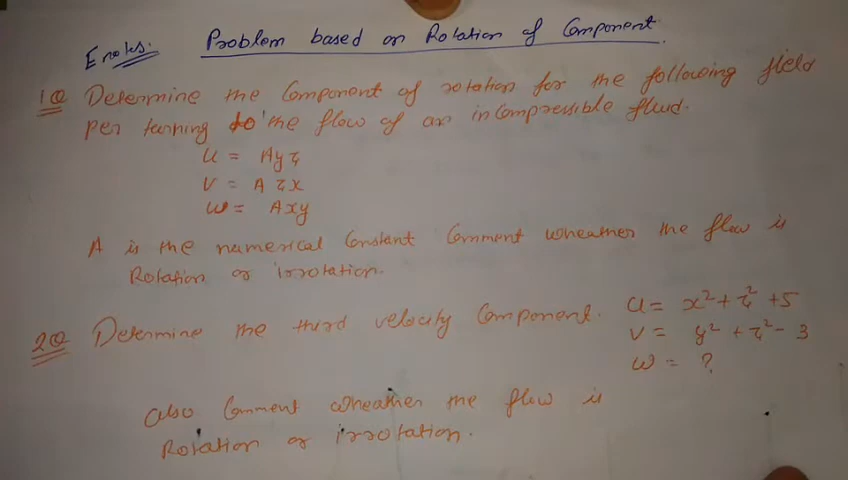 Enotes. Problem based on Rotation of Component.
1Q Determine the Component of rotation for the following field
per tarning to the flow of an incompressible fluid.
u = Ayz
v = A zx
w = Axy
A is the numerical Constant Comment wheather the flow is
Rotation or irrotation.
2Q Determine the third velocity Component. u = x² + z² + 5
v = y² + z² - 3
w = ?
also Comment wheather the flow is
Rotation or irrotation.